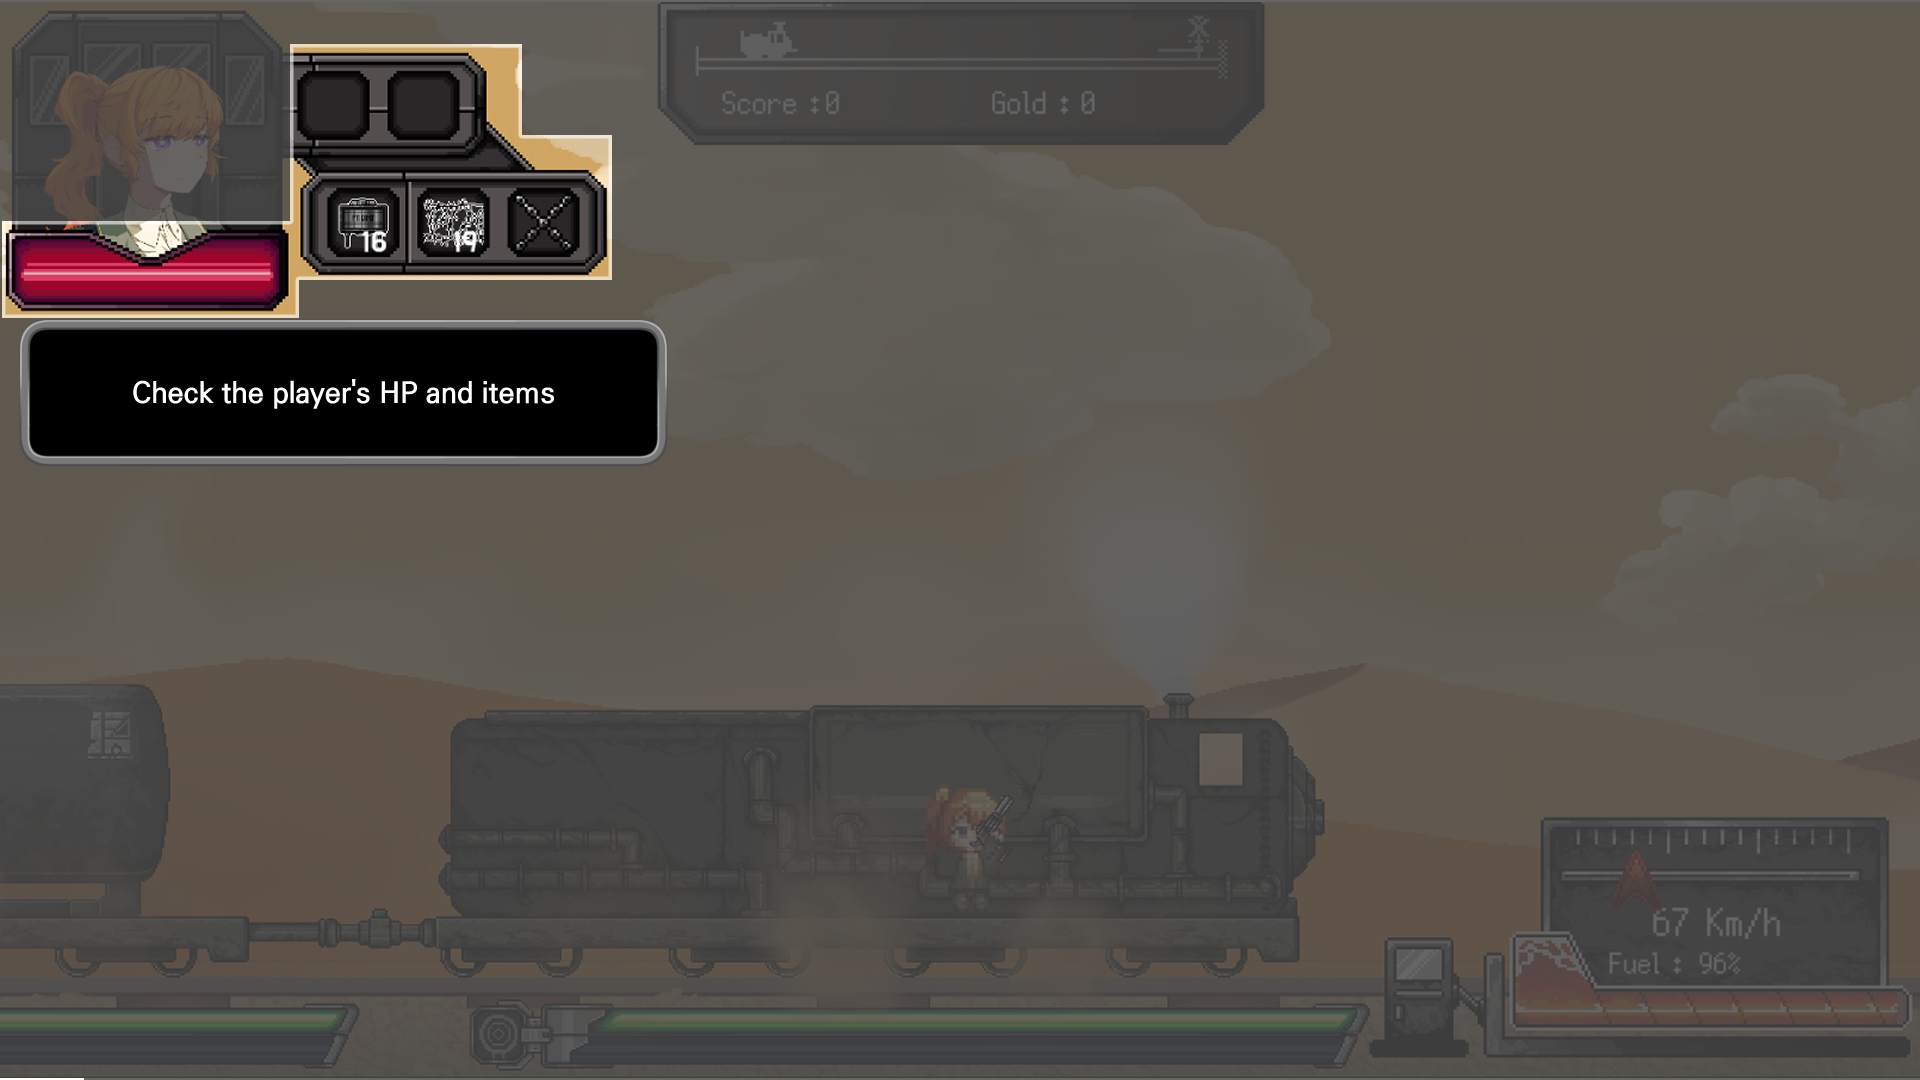 Score :0
Gold : 0
16
19
Check the player's HP and items
67 Km/h
Fuel : 96%